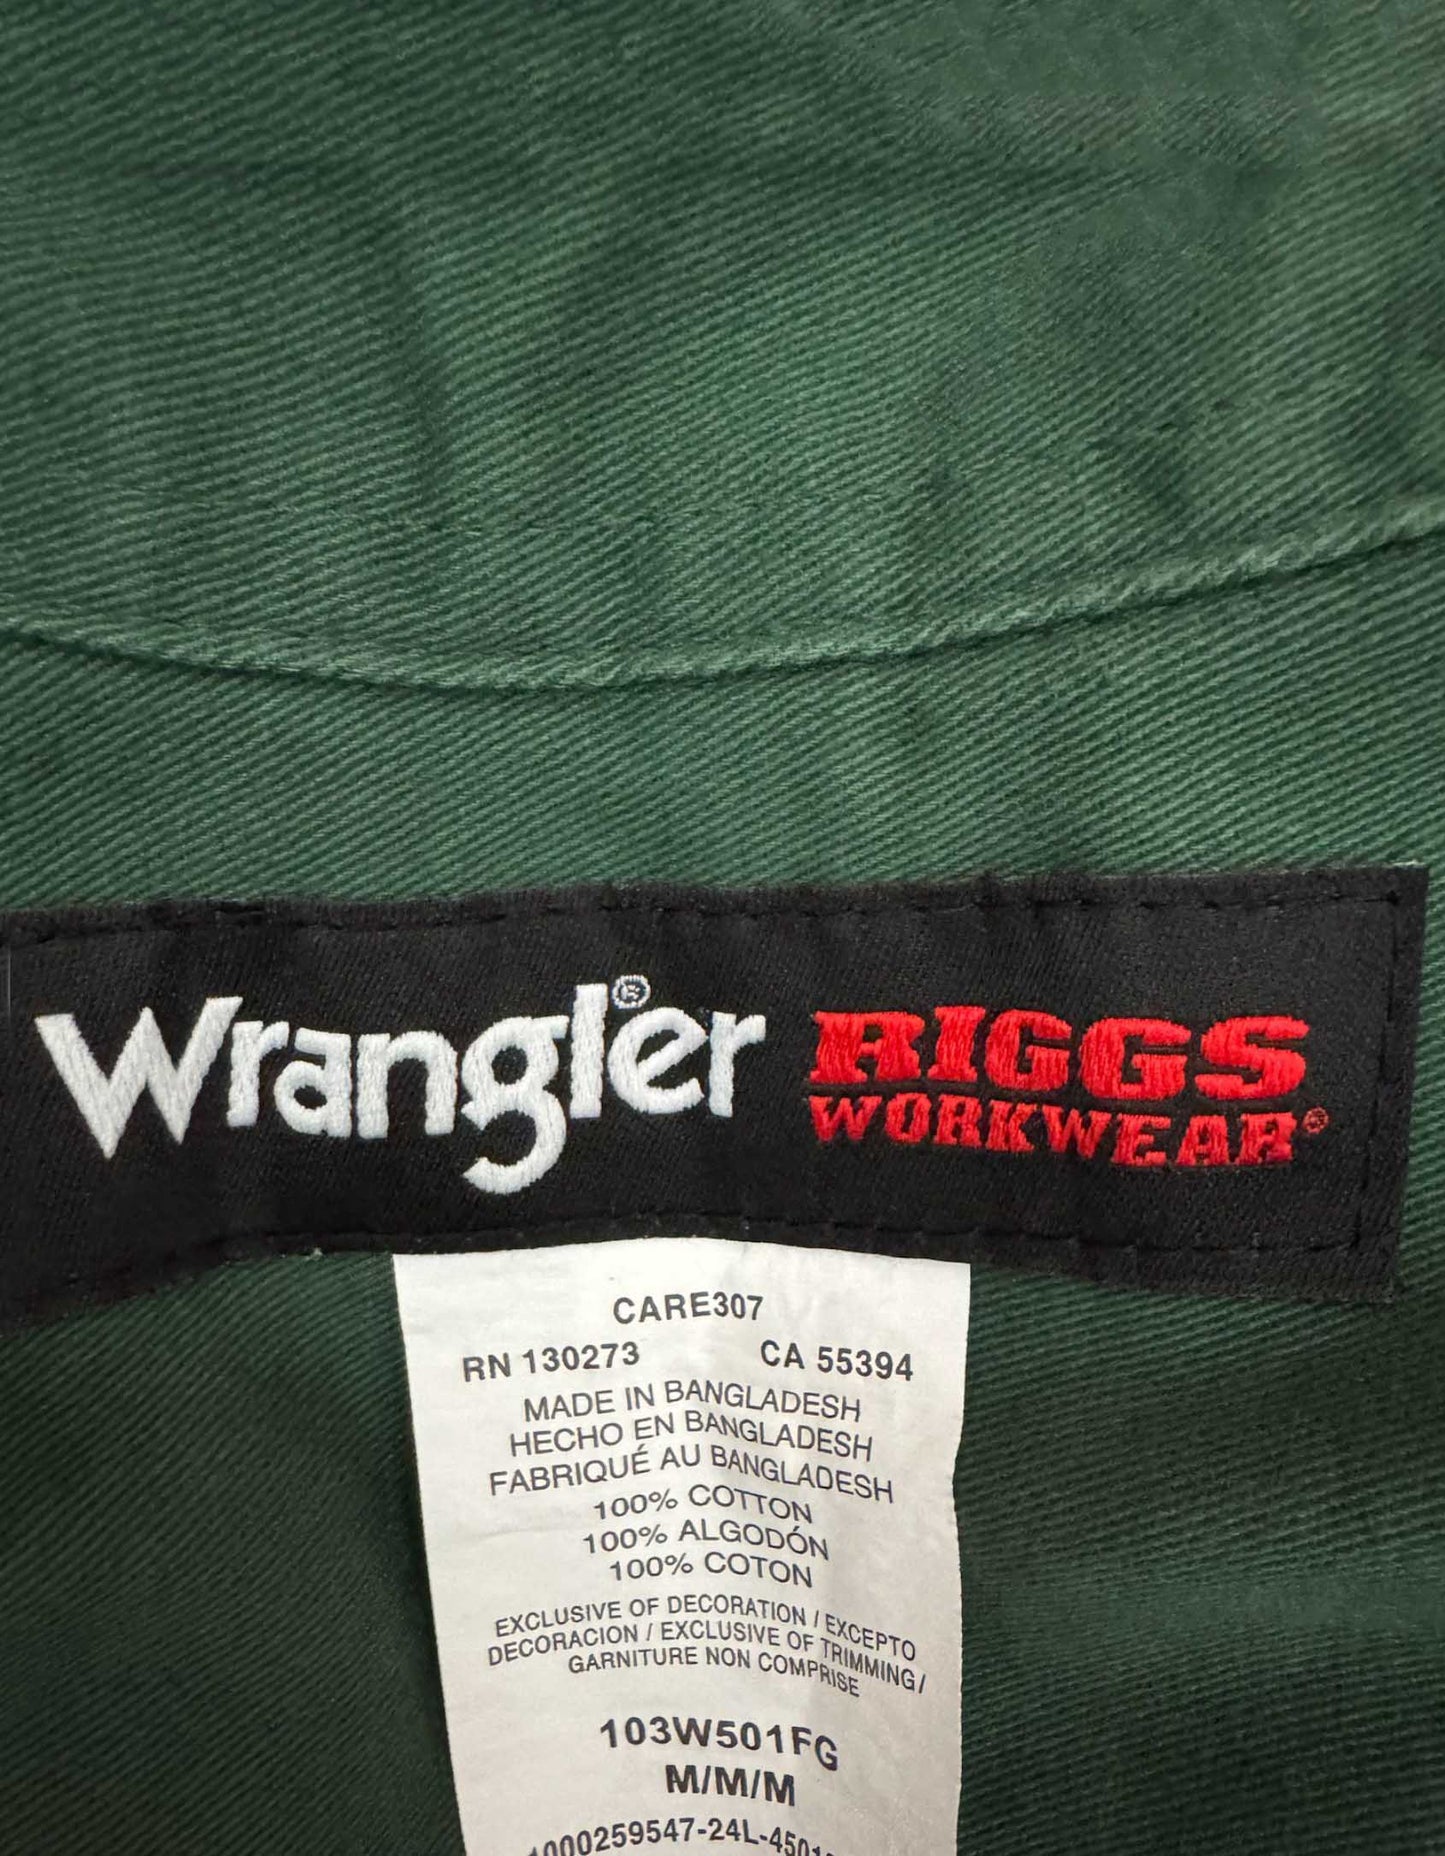 Wrangler® RIGGS
WORKWEAR®
CARE307
RN 130273 CA 55394
MADE IN BANGLADESH
HECHO EN BANGLADESH
FABRIQUÉ AU BANGLADESH
100% COTTON
100% ALGODÓN
100% COTON
EXCLUSIVE OF DECORATION / EXCEPTO
DECORACION / EXCLUSIVE OF TRIMMING /
GARNITURE NON COMPRISE
103W501FG
M/M/M